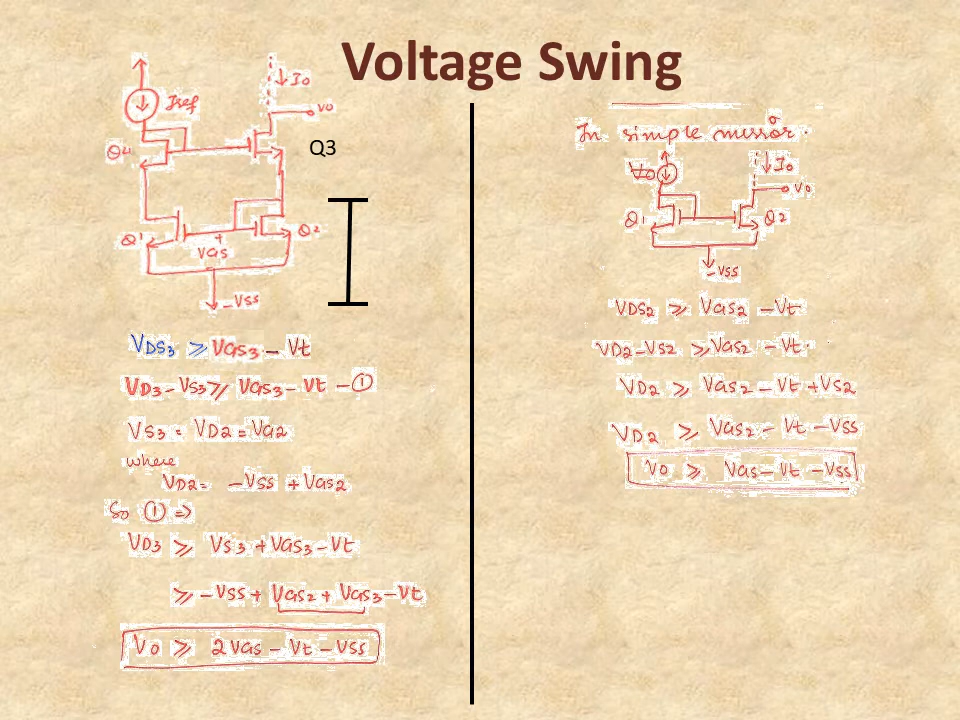 Voltage Swing
Iref
Io
Vo
Q4
Q3
Q1
Q2
+
VGS
-VSS
VDS3 ≥ VGS3 - Vt
VD3 - VS3 ≥ VGS3 - Vt - ①
VS3 = VD2 = VG2
where
VD2 = -VSS + VGS2
So ① ⇒
VD3 ≥ VS3 + VGS3 - Vt
≥ -VSS + VGS2 + VGS3 - Vt
Vo ≥ 2VGS - Vt - VSS
In simple mirror.
Io
Vo
Q1
Q2
-VSS
VDS2 ≥ VGS2 - Vt
VD2 - VS2 ≥ VGS2 - Vt.
VD2 ≥ VGS2 - Vt + VS2
VD2 ≥ VGS2 - Vt - VSS
Vo ≥ VGS - Vt - VSS